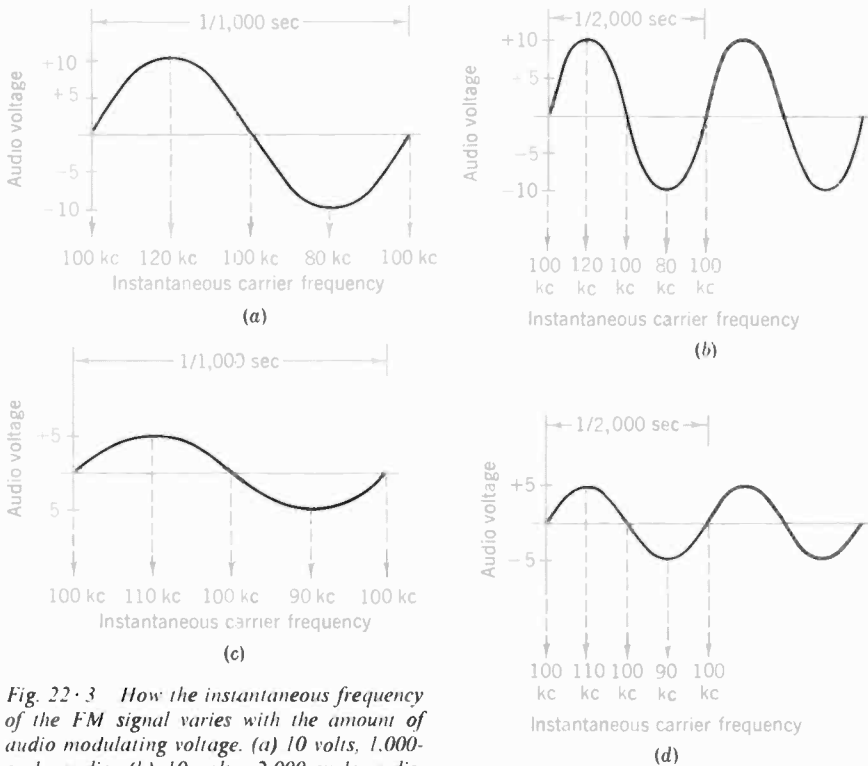 1/1,000 sec
Audio voltage
+10
+5
-5
-10
100 kc 120 kc 100 kc 80 kc 100 kc
Instantaneous carrier frequency
(a)
1/2,000 sec
Audio voltage
+10
+5
-5
-10
100 120 100 80 100
kc kc kc kc kc
Instantaneous carrier frequency
(b)
1/1,000 sec
Audio voltage
+5
5
100 kc 110 kc 100 kc 90 kc 100 kc
Instantaneous carrier frequency
(c)
1/2,000 sec
Audio voltage
+5
-5
100 110 100 90 100
kc kc kc kc kc
Instantaneous carrier frequency
(d)
Fig. 22·3 How the instantaneous frequency
of the FM signal varies with the amount of
audio modulating voltage. (a) 10 volts, 1,000-